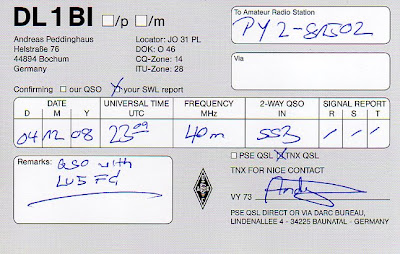 DL1BI /p /m
To Amateur Radio Station
PY2-81502
Andreas Peddinghaus
Helstraße 76
44894 Bochum
Germany
Locator: JO 31 PL
DOK: O 46
CQ-Zone: 14
ITU-Zone: 28
Via
Confirming our QSO X your SWL report
DATE UNIVERSAL TIME FREQUENCY 2-WAY QSO SIGNAL REPORT
D M Y UTC MHz IN R S T
04 12 08 23 09 40m SSB / / /
Remarks: QSO with
LU5FD
PSE QSL X TNX QSL
TNX FOR NICE CONTACT
VY 73 Andy
PSE QSL DIRECT OR VIA DARC BUREAU,
LINDENALLEE 4 - 34225 BAUNATAL - GERMANY